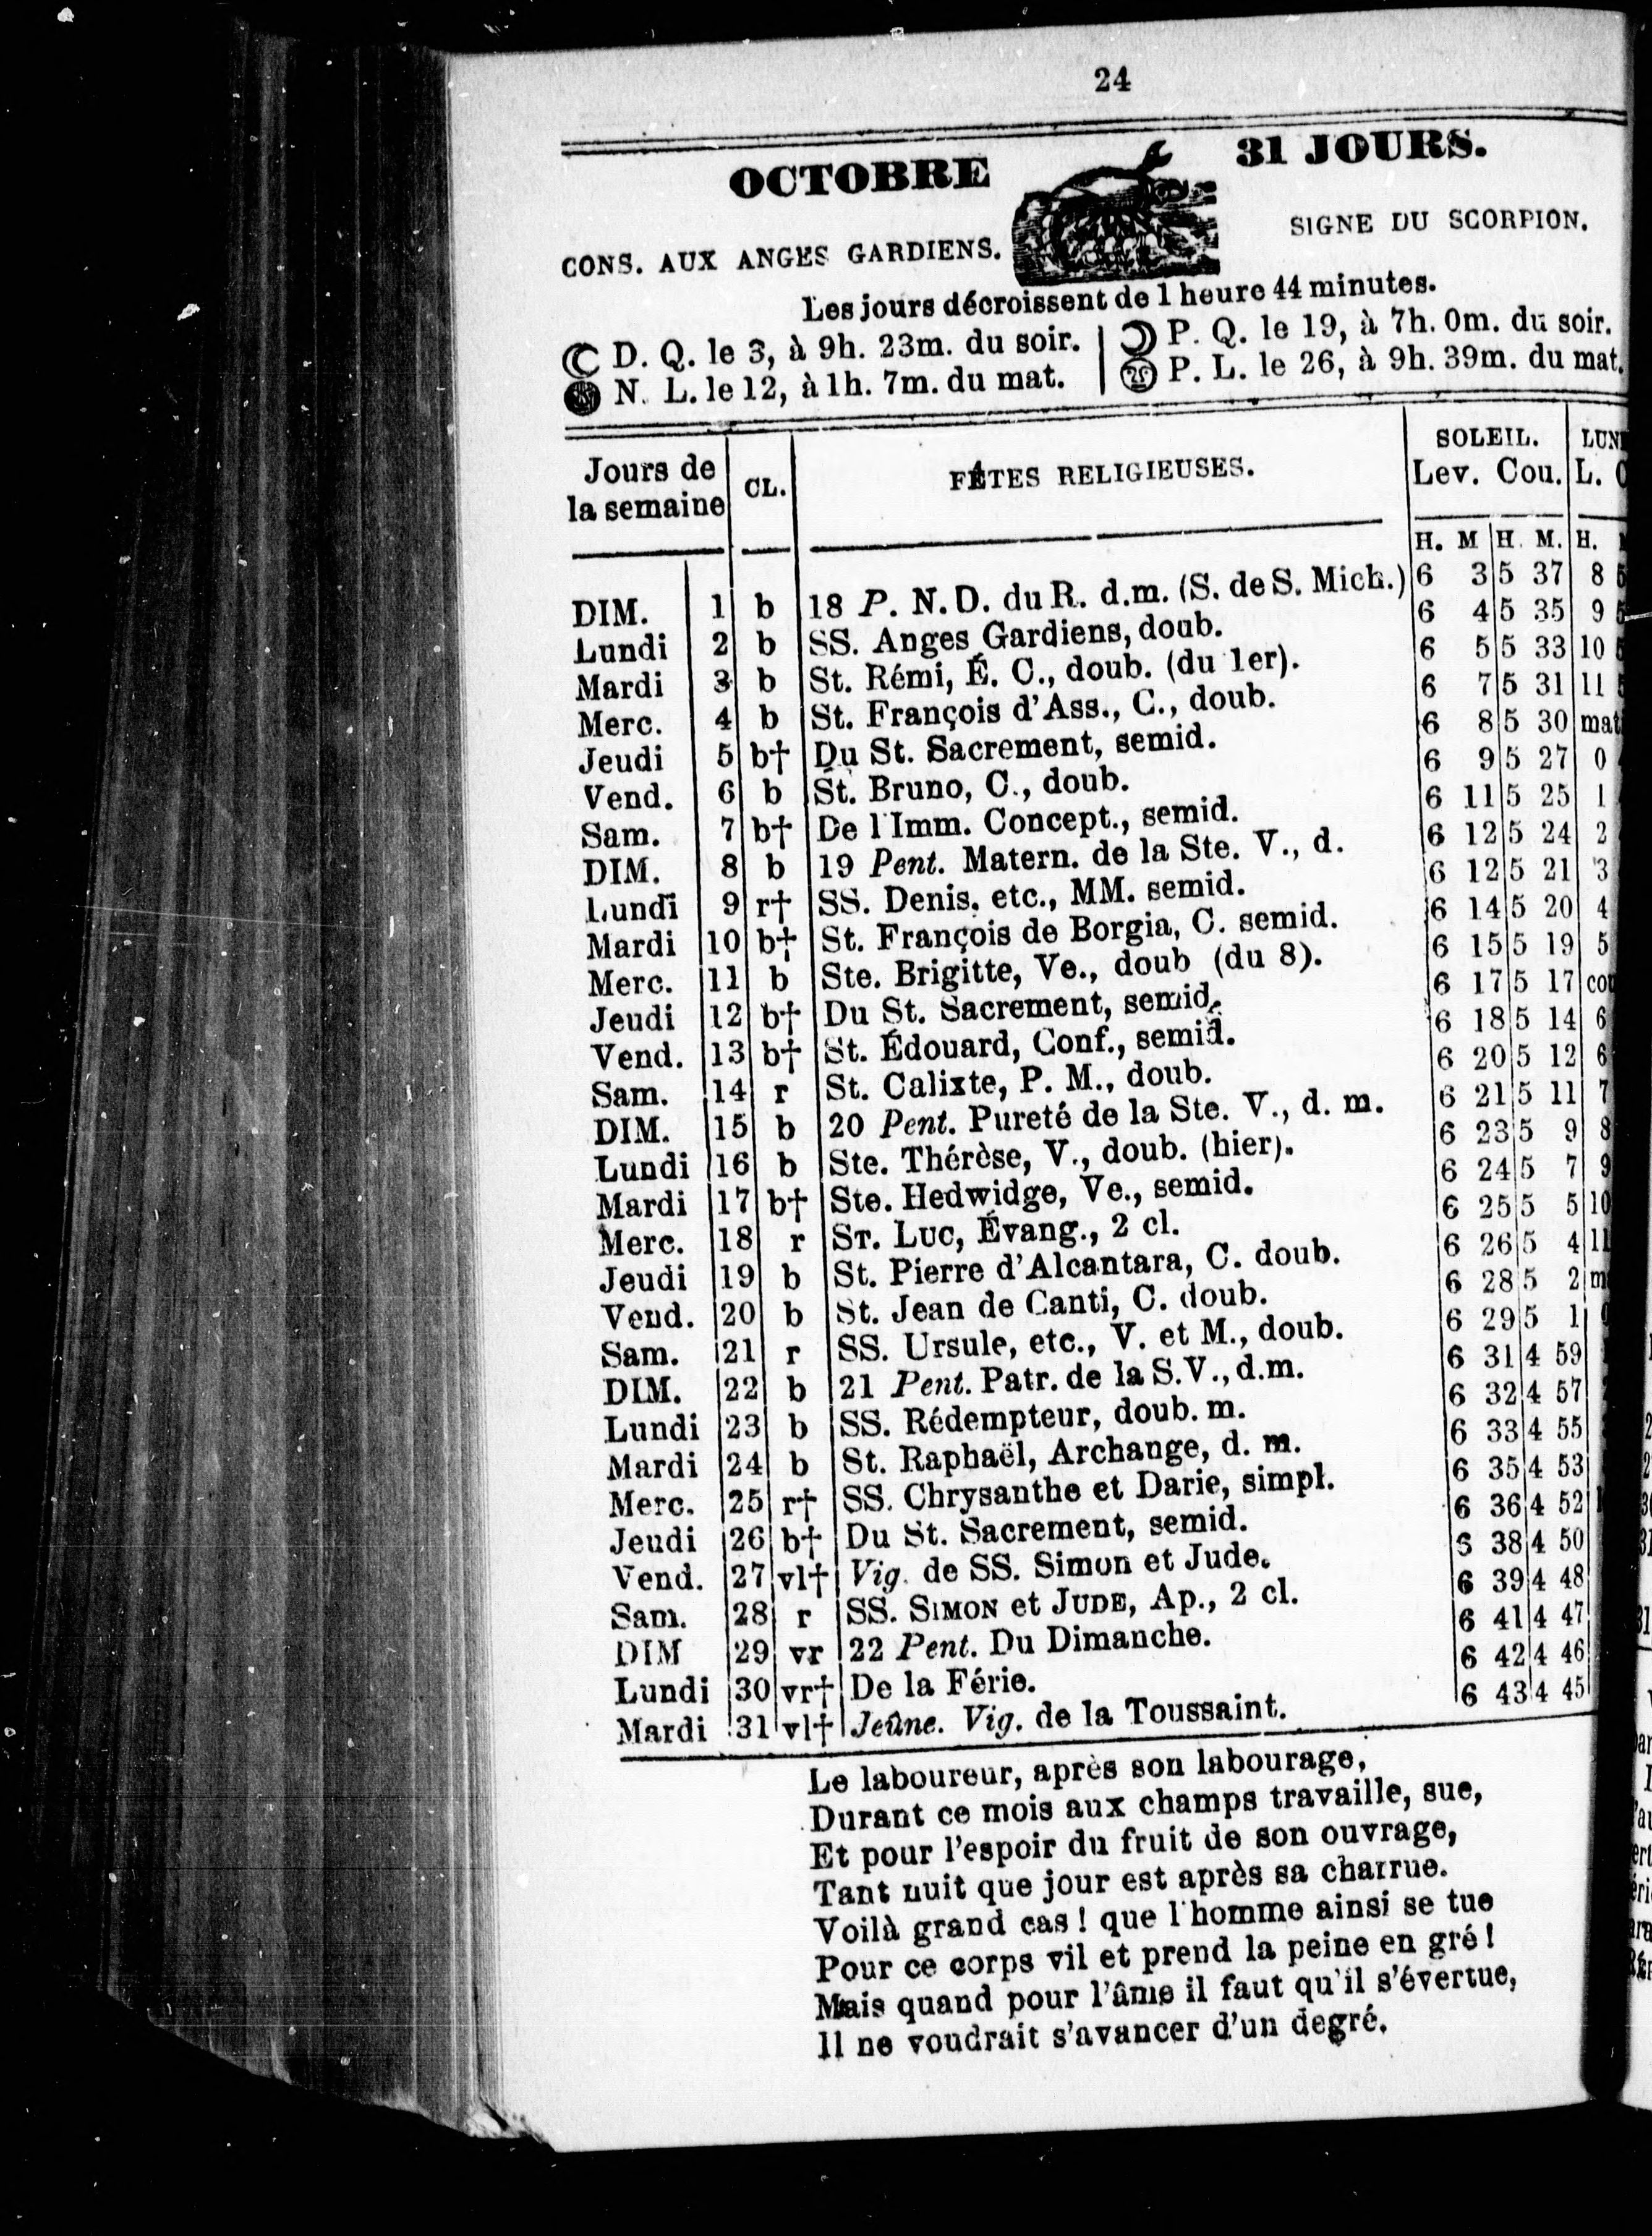 24
OCTOBRE 31 JOURS.
CONS. AUX ANGES GARDIENS. SIGNE DU SCORPION.
Les jours décroissent de 1 heure 44 minutes.
D. Q. le 3, à 9h. 23m. du soir. P. Q. le 19, à 7h. 0m. du soir.
N. L. le 12, à 1h. 7m. du mat. P. L. le 26, à 9h. 39m. du mat.
Jours de la semaine CL. FÊTES RELIGIEUSES. SOLEIL. LUN
Lev. Cou. L.
H. M H. M. H.
DIM. 1 b 18 P. N. D. du R. d.m. (S. de S. Mich.) 6 3 5 37 8
Lundi 2 b SS. Anges Gardiens, doub. 6 4 5 35 9
Mardi 3 b St. Rémi, É. C., doub. (du 1er). 6 5 5 33 10
Merc. 4 b St. François d'Ass., C., doub. 6 7 5 31 11
Jeudi 5 b† Du St. Sacrement, semid. 6 8 5 30 mat
Vend. 6 b St. Bruno, C., doub. 6 9 5 27 0
Sam. 7 b† De l'Imm. Concept., semid. 6 11 5 25 1
DIM. 8 b 19 Pent. Matern. de la Ste. V., d. 6 12 5 24 2
Lundi 9 r† SS. Denis, etc., MM. semid. 6 12 5 21 3
Mardi 10 b† St. François de Borgia, C. semid. 6 14 5 20 4
Merc. 11 b Ste. Brigitte, Ve., doub (du 8). 6 15 5 19 5
Jeudi 12 b† Du St. Sacrement, semid. 6 17 5 17 cou
Vend. 13 b† St. Édouard, Conf., semid. 6 18 5 14 6
Sam. 14 r St. Calixte, P. M., doub. 6 20 5 12 6
DIM. 15 b 20 Pent. Pureté de la Ste. V., d. m. 6 21 5 11 7
Lundi 16 b Ste. Thérèse, V., doub. (hier). 6 23 5 9 8
Mardi 17 b† Ste. Hedwidge, Ve., semid. 6 24 5 7 9
Merc. 18 r ST. LUC, Évang., 2 cl. 6 25 5 5 10
Jeudi 19 b St. Pierre d'Alcantara, C. doub. 6 26 5 4 11
Vend. 20 b St. Jean de Canti, C. doub. 6 28 5 2 m
Sam. 21 r SS. Ursule, etc., V. et M., doub. 6 29 5 1
DIM. 22 b 21 Pent. Patr. de la S.V., d.m. 6 31 4 59
Lundi 23 b SS. Rédempteur, doub. m. 6 32 4 57
Mardi 24 b St. Raphaël, Archange, d. m. 6 33 4 55
Merc. 25 r† SS. Chrysanthe et Darie, simpl. 6 35 4 53
Jeudi 26 b† Du St. Sacrement, semid. 6 36 4 52
Vend. 27 vl† Vig. de SS. Simon et Jude. 6 38 4 50
Sam. 28 r SS. SIMON et JUDE, Ap., 2 cl. 6 39 4 48
DIM 29 vr 22 Pent. Du Dimanche. 6 41 4 47
Lundi 30 vr† De la Férie. 6 42 4 46
Mardi 31 vl† Jeûne. Vig. de la Toussaint. 6 43 4 45
Le laboureur, après son labourage,
Durant ce mois aux champs travaille, sue,
Et pour l'espoir du fruit de son ouvrage,
Tant nuit que jour est après sa charrue.
Voilà grand cas ! que l'homme ainsi se tue
Pour ce corps vil et prend la peine en gré !
Mais quand pour l'âme il faut qu'il s'évertue,
Il ne voudrait s'avancer d'un degré.